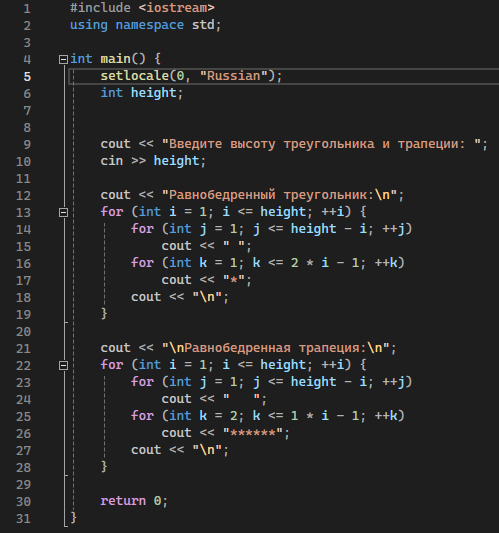 1 #include <iostream>
2 using namespace std;
3
4 int main() {
5     setlocale(0, "Russian");
6     int height;
7
8
9     cout << "Введите высоту треугольника и трапеции: ";
10     cin >> height;
11
12     cout << "Равнобедренный треугольник:\n";
13     for (int i = 1; i <= height; ++i) {
14         for (int j = 1; j <= height - i; ++j)
15             cout << " ";
16         for (int k = 1; k <= 2 * i - 1; ++k)
17             cout << "*";
18         cout << "\n";
19     }
20
21     cout << "\nРавнобедренная трапеция:\n";
22     for (int i = 1; i <= height; ++i) {
23         for (int j = 1; j <= height - i; ++j)
24             cout << "   ";
25         for (int k = 2; k <= 1 * i - 1; ++k)
26             cout << "******";
27         cout << "\n";
28     }
29
30     return 0;
31 }